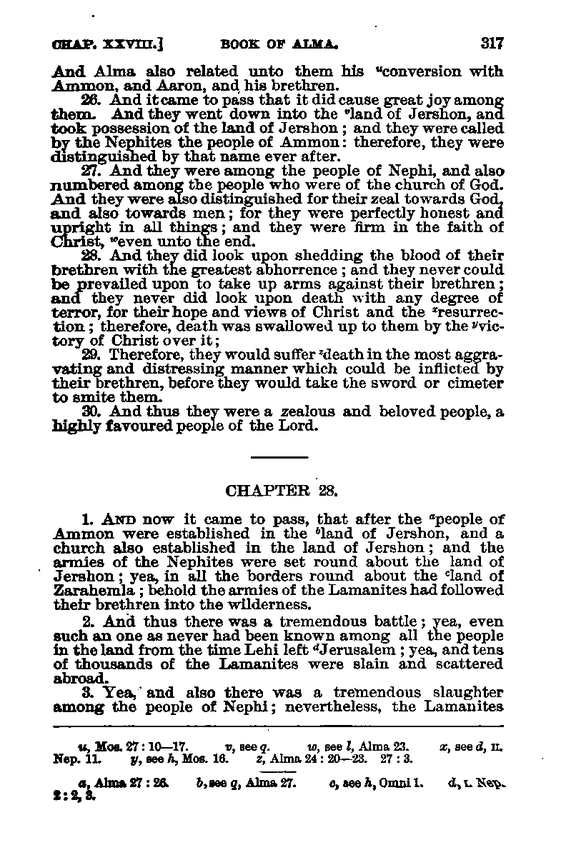 CHAP. XXVIII.] BOOK OF ALMA. 317
And Alma also related unto them his ᵘconversion with
Ammon, and Aaron, and his brethren.
26. And it came to pass that it did cause great joy among
them. And they went down into the ᵛland of Jershon, and
took possession of the land of Jershon ; and they were called
by the Nephites the people of Ammon : therefore, they were
distinguished by that name ever after.
27. And they were among the people of Nephi, and also
numbered among the people who were of the church of God.
And they were also distinguished for their zeal towards God,
and also towards men ; for they were perfectly honest and
upright in all things ; and they were firm in the faith of
Christ, ʷeven unto the end.
28. And they did look upon shedding the blood of their
brethren with the greatest abhorrence ; and they never could
be prevailed upon to take up arms against their brethren ;
and they never did look upon death with any degree of
terror, for their hope and views of Christ and the ˣresurrec-
tion ; therefore, death was swallowed up to them by the ʸvic-
tory of Christ over it ;
29. Therefore, they would suffer ᶻdeath in the most aggra-
vating and distressing manner which could be inflicted by
their brethren, before they would take the sword or cimeter
to smite them.
30. And thus they were a zealous and beloved people, a
highly favoured people of the Lord.
CHAPTER 28.
1. AND now it came to pass, that after the ᵃpeople of
Ammon were established in the ᵇland of Jershon, and a
church also established in the land of Jershon ; and the
armies of the Nephites were set round about the land of
Jershon ; yea, in all the borders round about the ᶜland of
Zarahemla ; behold the armies of the Lamanites had followed
their brethren into the wilderness.
2. And thus there was a tremendous battle ; yea, even
such an one as never had been known among all the people
in the land from the time Lehi left ᵈJerusalem ; yea, and tens
of thousands of the Lamanites were slain and scattered
abroad.
3. Yea, and also there was a tremendous slaughter
among the people of Nephi ; nevertheless, the Lamanites
u, Mos. 27 : 10—17. v, see q. w, see l, Alma 23. x, see d, II.
Nep. 11. y, see h, Mos. 16. z, Alma 24 : 20—23. 27 : 3.
a, Alma 27 : 26. b, see q, Alma 27. c, see h, Omni 1. d, I. Nep.
2 : 2, 3.